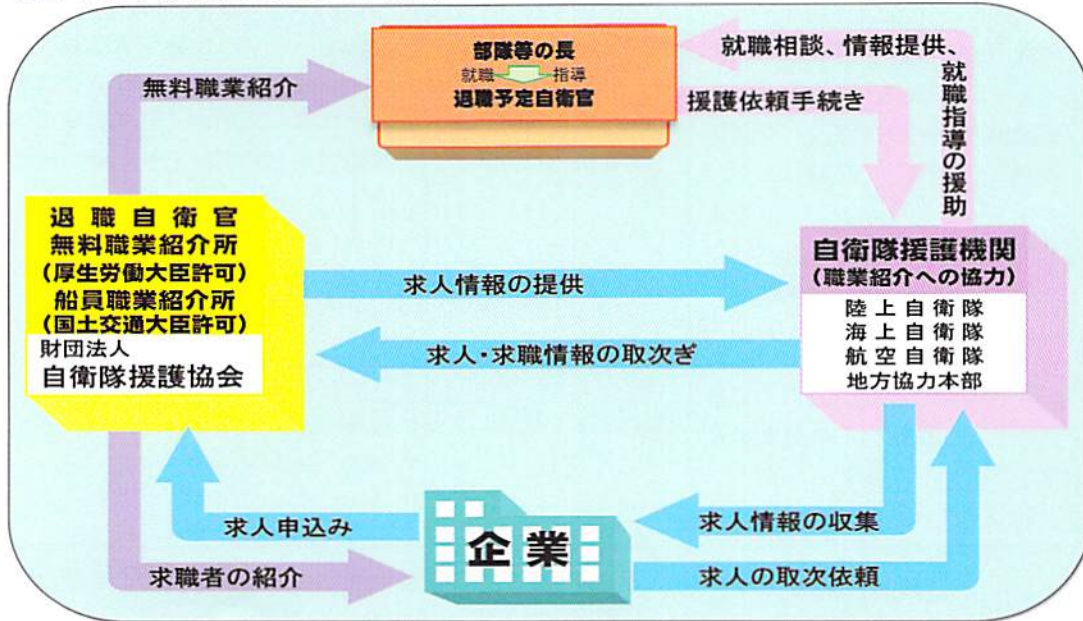 部隊等の長
就職 指導
退職予定自衛官
就職相談、情報提供、
就職指導の援助
無料職業紹介
援護依頼手続き
退職自衛官
無料職業紹介所
(厚生労働大臣許可)
船員職業紹介所
(国土交通大臣許可)
財団法人
自衛隊援護協会
求人情報の提供
求人・求職情報の取次ぎ
自衛隊援護機関
(職業紹介への協力)
陸上自衛隊
海上自衛隊
航空自衛隊
地方協力本部
求人申込み
求職者の紹介
企業
求人情報の収集
求人の取次依頼